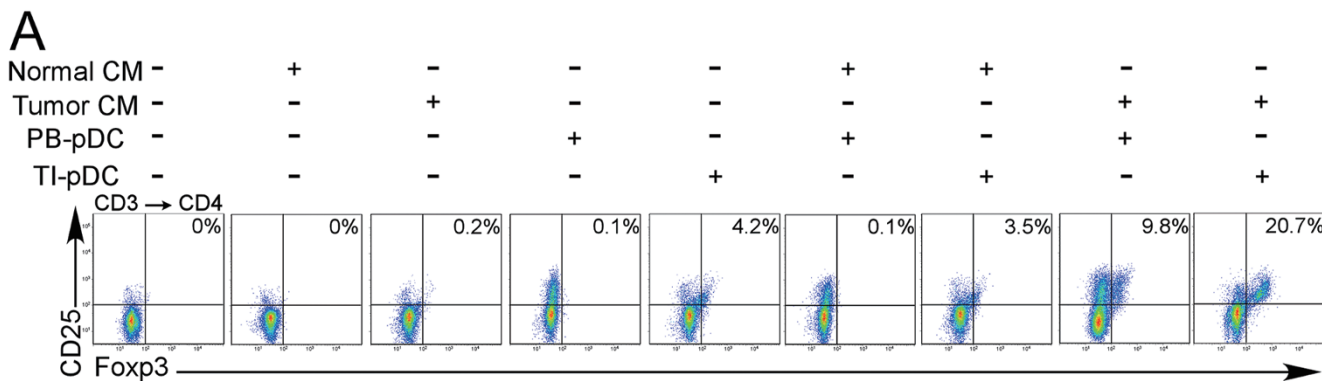 A
Normal CM - + - - - + + - -
Tumor CM - - + - - - - + +
PB-pDC - - - + - + - + -
TI-pDC - - - - + - + - +
CD3 → CD4
0% 0% 0.2% 0.1% 4.2% 0.1% 3.5% 9.8% 20.7%
CD25
Foxp3